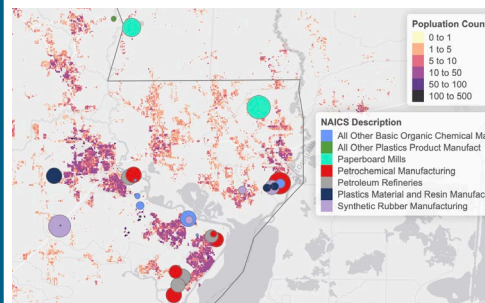 Popluation Coun
0 to 1
1 to 5
5 to 10
10 to 50
50 to 100
100 to 500
NAICS Description
All Other Basic Organic Chemical Ma
All Other Plastics Product Manufact
Paperboard Mills
Petrochemical Manufacturing
Petroleum Refineries
Plastics Material and Resin Manufac
Synthetic Rubber Manufacturing